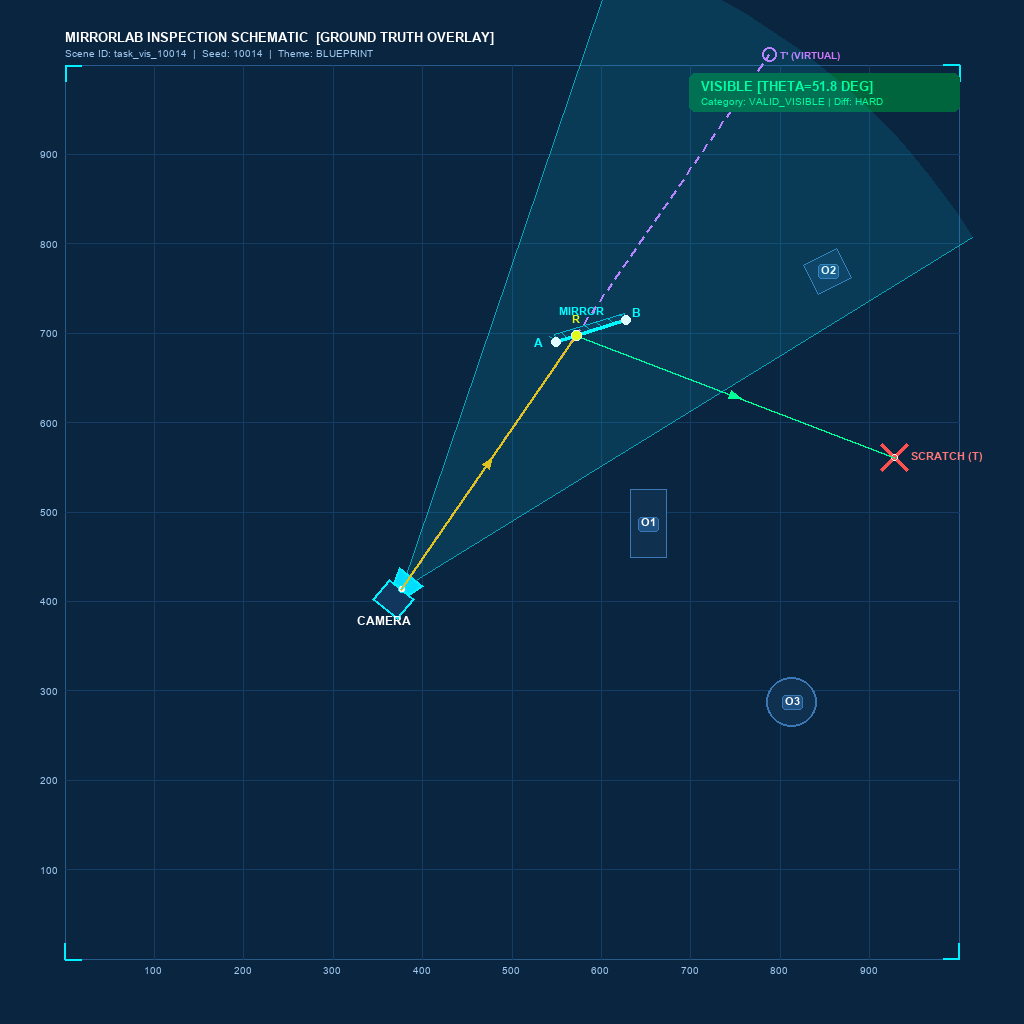 MIRRORLAB INSPECTION SCHEMATIC [GROUND TRUTH OVERLAY]
Scene ID: task_vis_10014 | Seed: 10014 | Theme: BLUEPRINT
T' (VIRTUAL)
VISIBLE [THETA=51.8 DEG]
Category: VALID_VISIBLE | Diff: HARD
900
800
O2
MIRROR
B
R
A
700
600
SCRATCH (T)
500
O1
400
CAMERA
300
O3
200
100
100 200 300 400 500 600 700 800 900